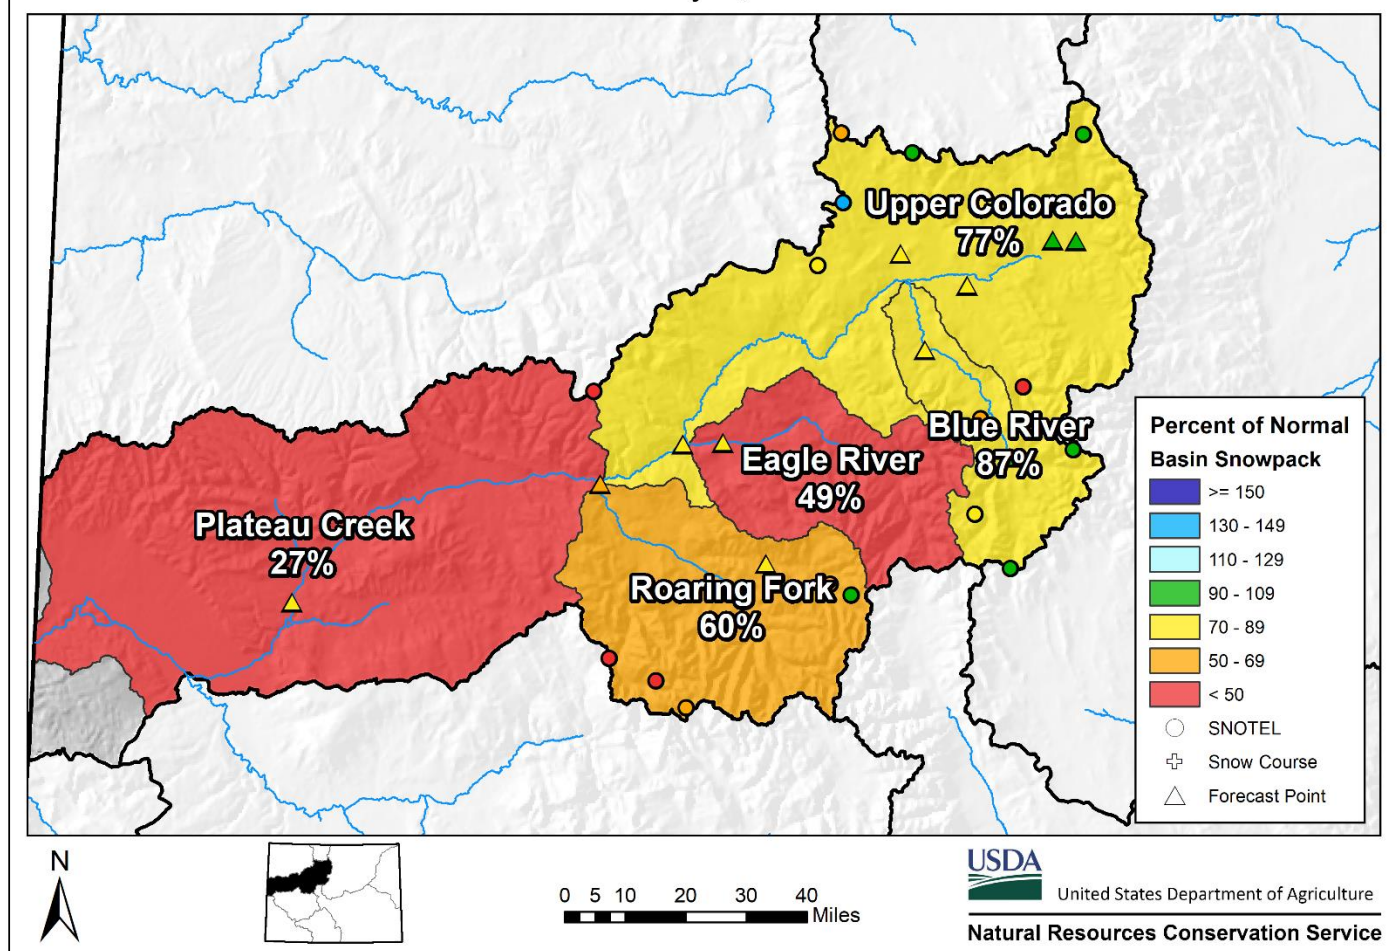 Upper Colorado
77%
Blue River
87%
Eagle River
49%
Plateau Creek
27%
Roaring Fork
60%
Percent of Normal
Basin Snowpack
>= 150
130 - 149
110 - 129
90 - 109
70 - 89
50 - 69
< 50
SNOTEL
Snow Course
Forecast Point
N
0 5 10 20 30 40
Miles
USDA
United States Department of Agriculture
Natural Resources Conservation Service